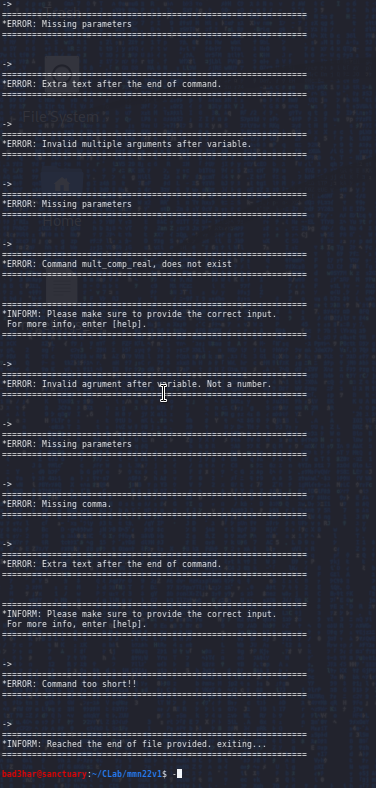 ->
=============================================================
*ERROR: Missing parameters
=============================================================
->
=============================================================
*ERROR: Extra text after the end of command.
=============================================================
File System
->
=============================================================
*ERROR: Invalid multiple arguments after variable.
=============================================================
->
=============================================================
*ERROR: Missing parameters
=============================================================
Home
->
=============================================================
*ERROR: Command mult_comp_real, does not exist
=============================================================
=============================================================
*INFORM: Please make sure to provide the correct input.
For more info, enter [help].
=============================================================
->
=============================================================
*ERROR: Invalid agrument after variable. Not a number.
=============================================================
->
=============================================================
*ERROR: Missing parameters
=============================================================
->
=============================================================
*ERROR: Missing comma.
=============================================================
->
=============================================================
*ERROR: Extra text after the end of command.
=============================================================
=============================================================
*INFORM: Please make sure to provide the correct input.
For more info, enter [help].
=============================================================
->
=============================================================
*ERROR: Command too short!!
=============================================================
->
=============================================================
*INFORM: Reached the end of file provided. exiting...
=============================================================
bad3har@sanctuary:~/CLab/mmn22v1$ -